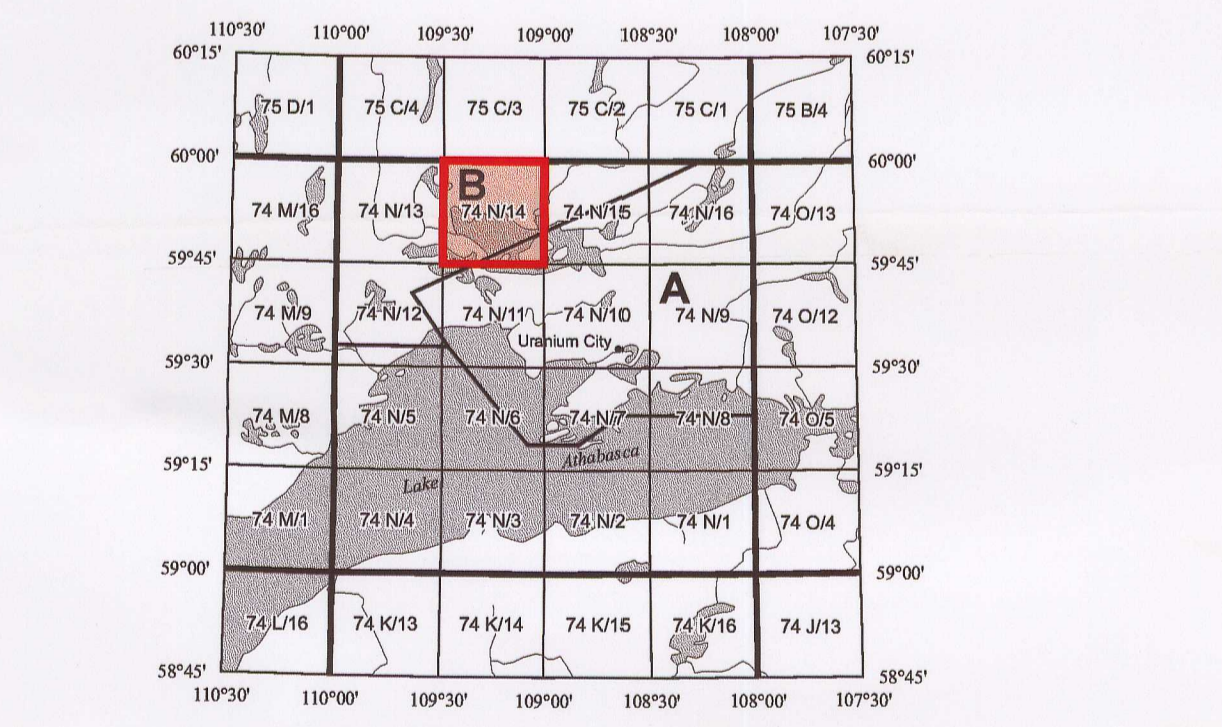 110°30' 110°00' 109°30' 109°00' 108°30' 108°00' 107°30'
60°15' 60°15'
75 D/1 75 C/4 75 C/3 75 C/2 75 C/1 75 B/4
60°00' 60°00'
B
74 M/16 74 N/13 74 N/14 74 N/15 74 N/16 74 O/13
59°45' 59°45'
A
74 M/9 74 N/12 74 N/11 74 N/10 74 N/9 74 O/12
Uranium City
59°30' 59°30'
74 M/8 74 N/5 74 N/6 74 N/7 74 N/8 74 O/5
Athabasca
59°15' 59°15'
Lake
74 M/1 74 N/4 74 N/3 74 N/2 74 N/1 74 O/4
59°00' 59°00'
74 L/16 74 K/13 74 K/14 74 K/15 74 K/16 74 J/13
58°45' 58°45'
110°30' 110°00' 109°30' 109°00' 108°30' 108°00' 107°30'